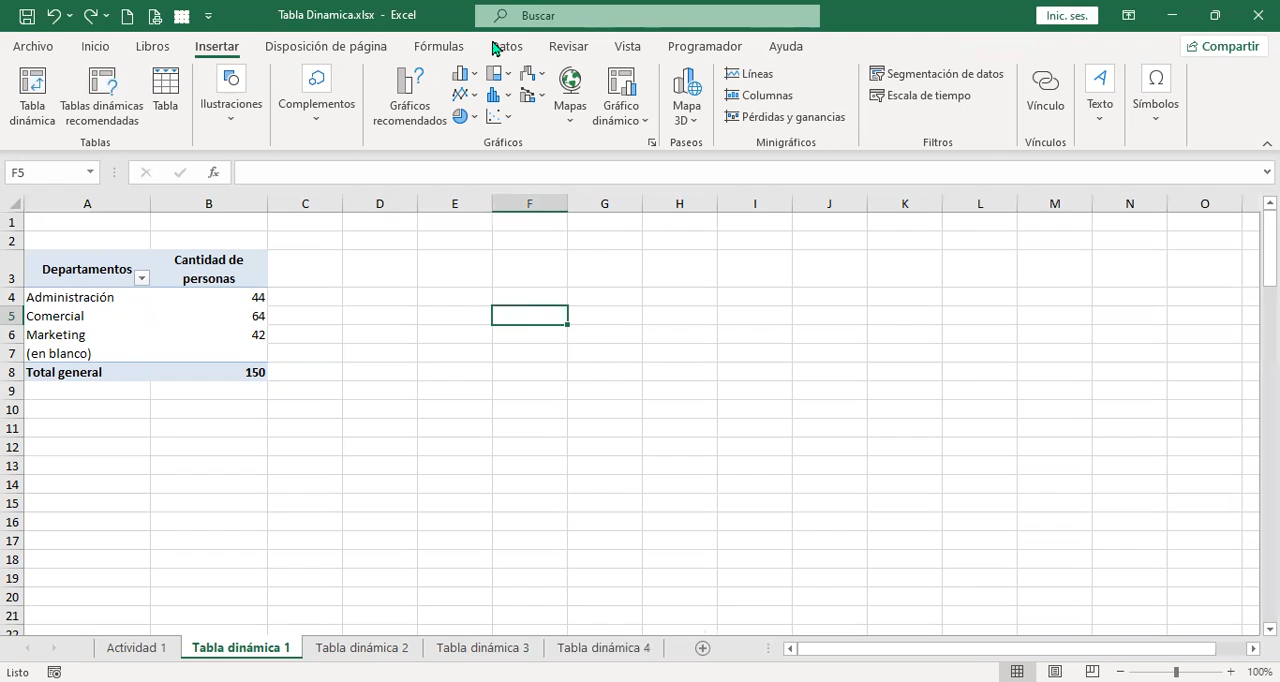 Tabla Dinamica.xlsx - Excel
Buscar
Inic. ses.
Archivo Inicio Libros Insertar Disposición de página Fórmulas Datos Revisar Vista Programador Ayuda Compartir
Tabla dinámica
Tablas dinámicas recomendadas
Tabla
Ilustraciones
Complementos
Gráficos recomendados
Mapas
Gráfico dinámico
Mapa 3D
Líneas
Columnas
Pérdidas y ganancias
Segmentación de datos
Escala de tiempo
Vínculo
Texto
Símbolos
Tablas Gráficos Paseos Minigráficos Filtros Vínculos
F5 fx
A B C D E F G H I J K L M N O
1
2
3 Departamentos Cantidad de personas
4 Administración 44
5 Comercial 64
6 Marketing 42
7 (en blanco)
8 Total general 150
9
10
11
12
13
14
15
16
17
18
19
20
21
22
Actividad 1 Tabla dinámica 1 Tabla dinámica 2 Tabla dinámica 3 Tabla dinámica 4
Listo 100%